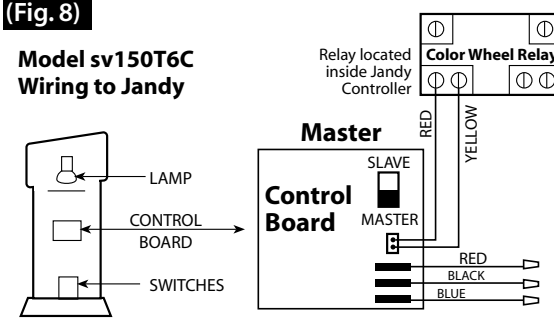 (Fig. 8)
Model sv150T6C
Wiring to Jandy
Relay located
inside Jandy
Controller
Color Wheel Relay
RED
YELLOW
Master
SLAVE
Control
Board
MASTER
RED
BLACK
BLUE
LAMP
CONTROL
BOARD
SWITCHES